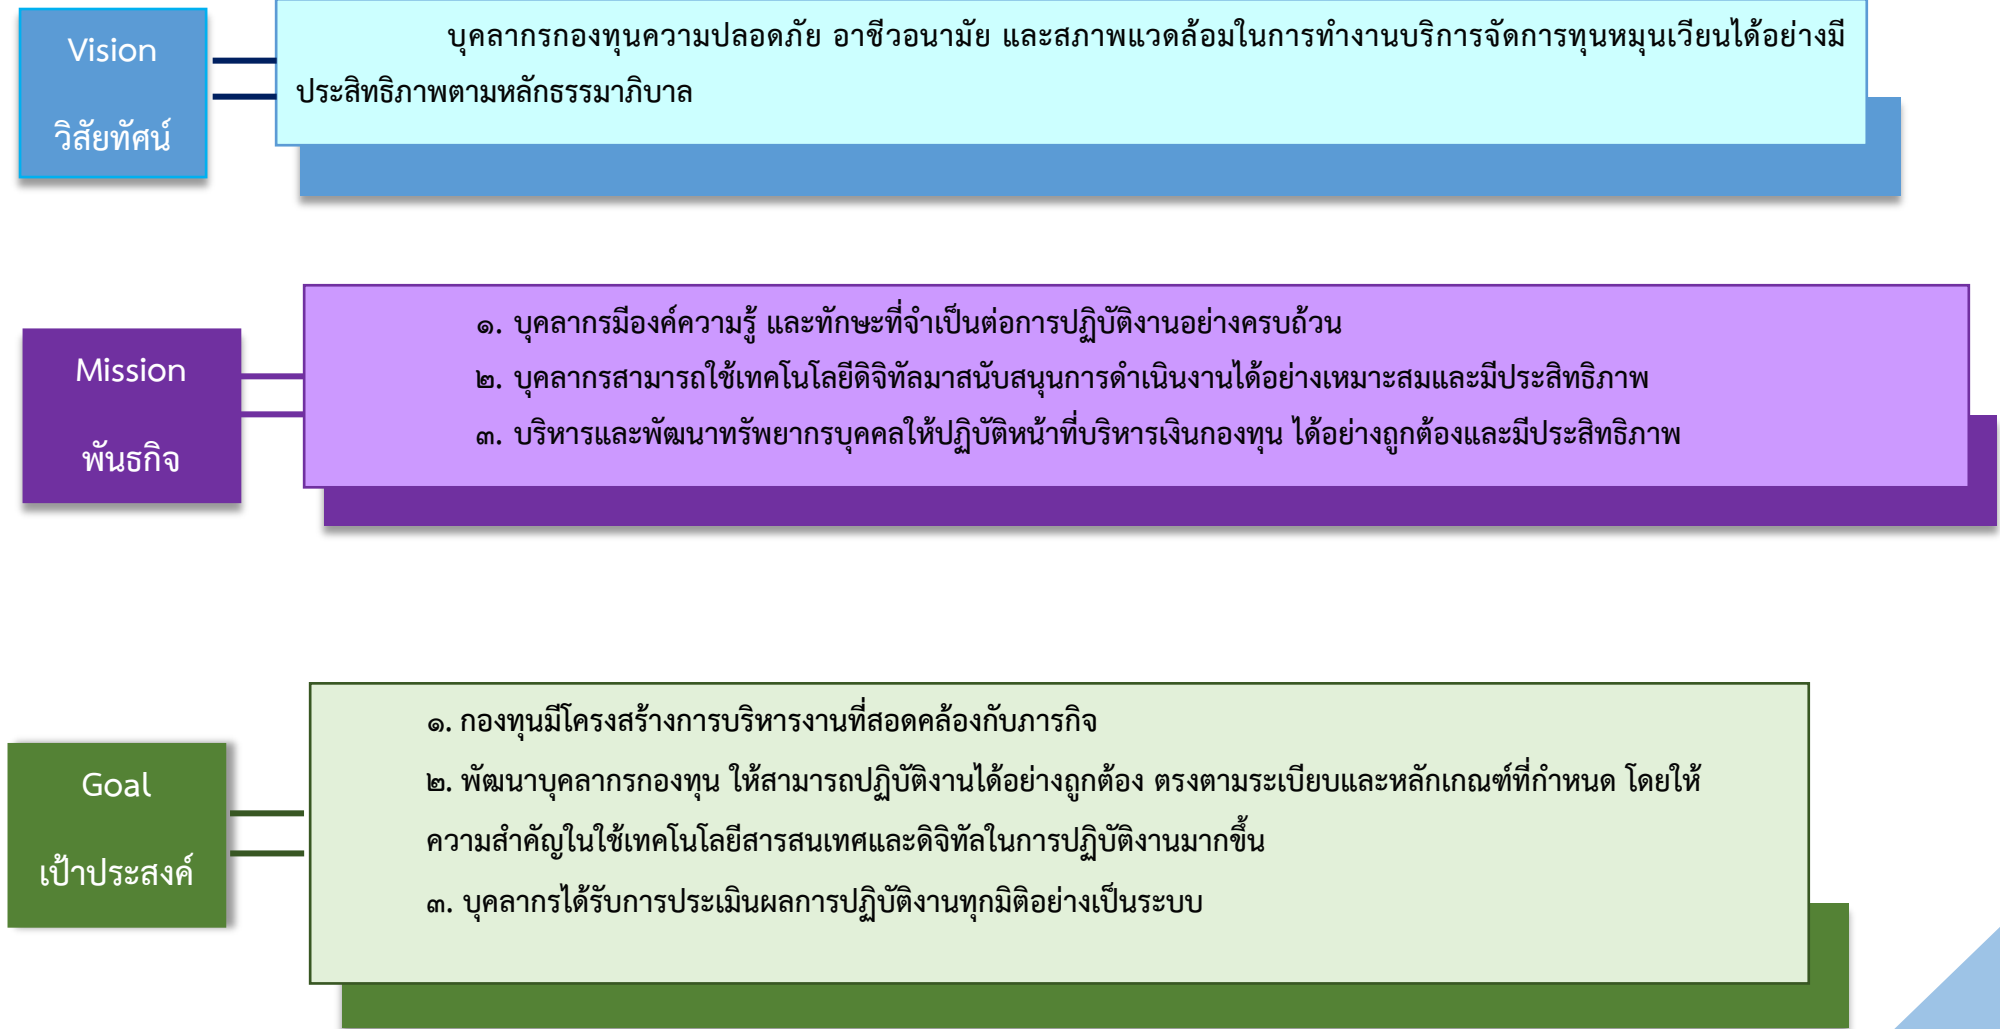 Vision
วิสัยทัศน์
บุคลากรกองทุนความปลอดภัย อาชีวอนามัย และสภาพแวดล้อมในการทำงานบริการจัดการทุนหมุนเวียนได้อย่างมี
ประสิทธิภาพตามหลักธรรมาภิบาล
Mission
พันธกิจ
๑. บุคลากรมีองค์ความรู้ และทักษะที่จำเป็นต่อการปฏิบัติงานอย่างครบถ้วน
๒. บุคลากรสามารถใช้เทคโนโลยีดิจิทัลมาสนับสนุนการดำเนินงานได้อย่างเหมาะสมและมีประสิทธิภาพ
๓. บริหารและพัฒนาทรัพยากรบุคคลให้ปฏิบัติหน้าที่บริหารเงินกองทุน ได้อย่างถูกต้องและมีประสิทธิภาพ
Goal
เป้าประสงค์
๑. กองทุนมีโครงสร้างการบริหารงานที่สอดคล้องกับภารกิจ
๒. พัฒนาบุคลากรกองทุน ให้สามารถปฏิบัติงานได้อย่างถูกต้อง ตรงตามระเบียบและหลักเกณฑ์ที่กำหนด โดยให้
ความสำคัญในใช้เทคโนโลยีสารสนเทศและดิจิทัลในการปฏิบัติงานมากขึ้น
๓. บุคลากรได้รับการประเมินผลการปฏิบัติงานทุกมิติอย่างเป็นระบบ